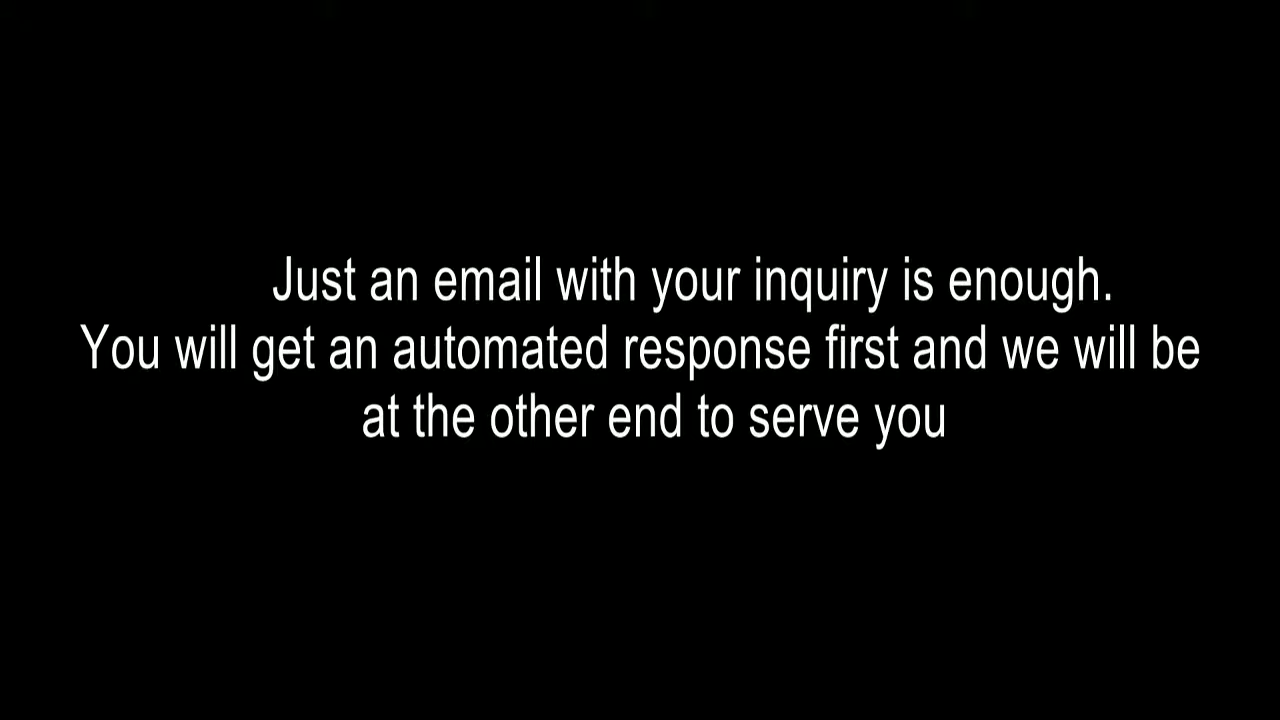 Just an email with your inquiry is enough.
You will get an automated response first and we will be
at the other end to serve you